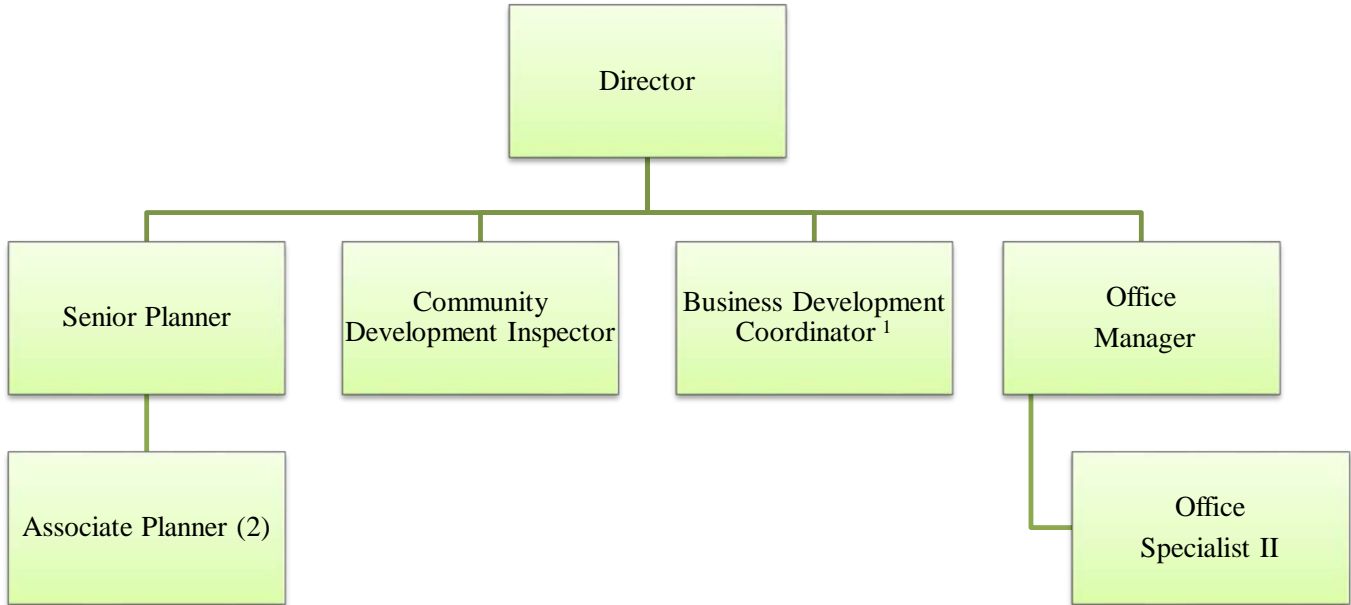 Director
Senior Planner
Community
Development Inspector
Business Development
Coordinator ¹
Office
Manager
Associate Planner (2)
Office
Specialist II